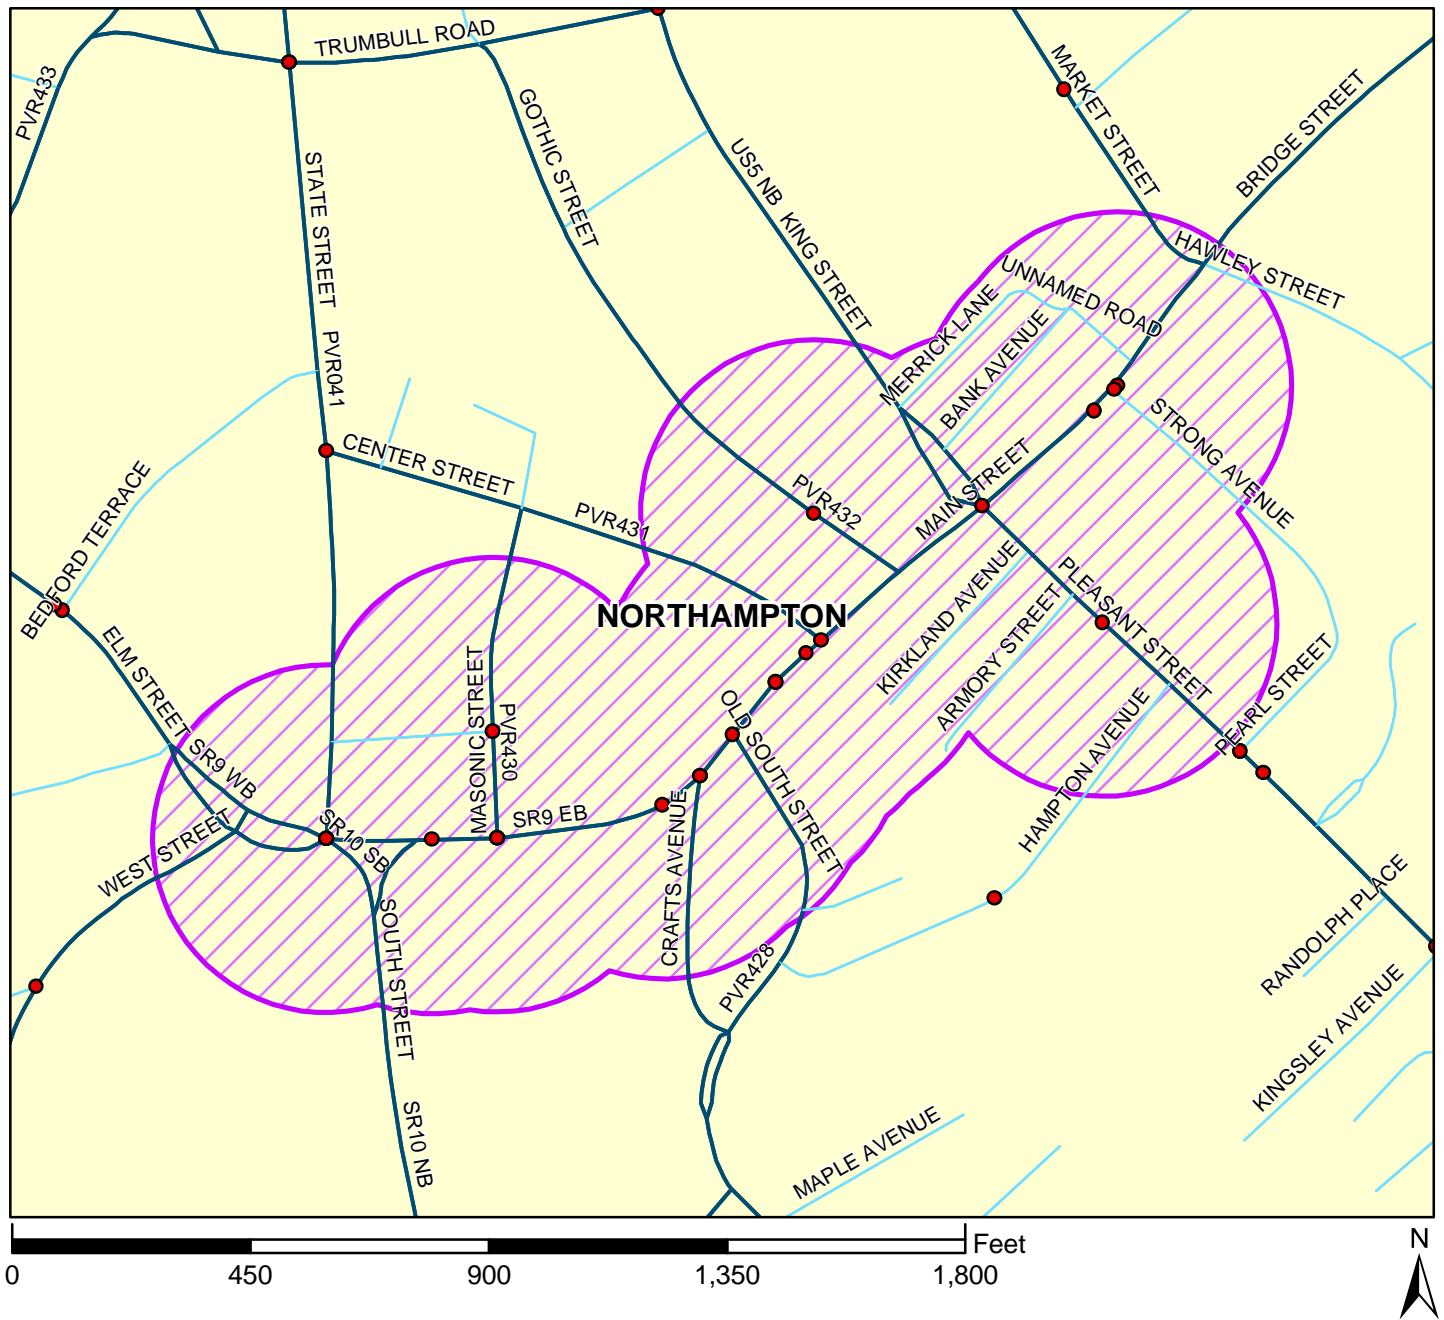 TRUMBULL ROAD
PVR433
MARKET STREET
BRIDGE STREET
GOTHIC STREET
STATE STREET
US5 NB
KING STREET
HAWLEY STREET
UNNAMED ROAD
MERRICK LANE
BANK AVENUE
PVR041
STRONG AVENUE
CENTER STREET
PVR431
PVR432
MAIN STREET
BEDFORD TERRACE
NORTHAMPTON
KIRKLAND AVENUE
ARMORY STREET
PLEASANT STREET
PEARL STREET
ELM STREET
SR9 WB
MASONIC STREET
PVR430
OLD SOUTH STREET
HAMPTON AVENUE
WEST STREET
SR10 SB
SR9 EB
CRAFTS AVENUE
SOUTH STREET
PVR428
RANDOLPH PLACE
KINGSLEY AVENUE
SR10 NB
MAPLE AVENUE
Feet
N
0 450 900 1,350 1,800